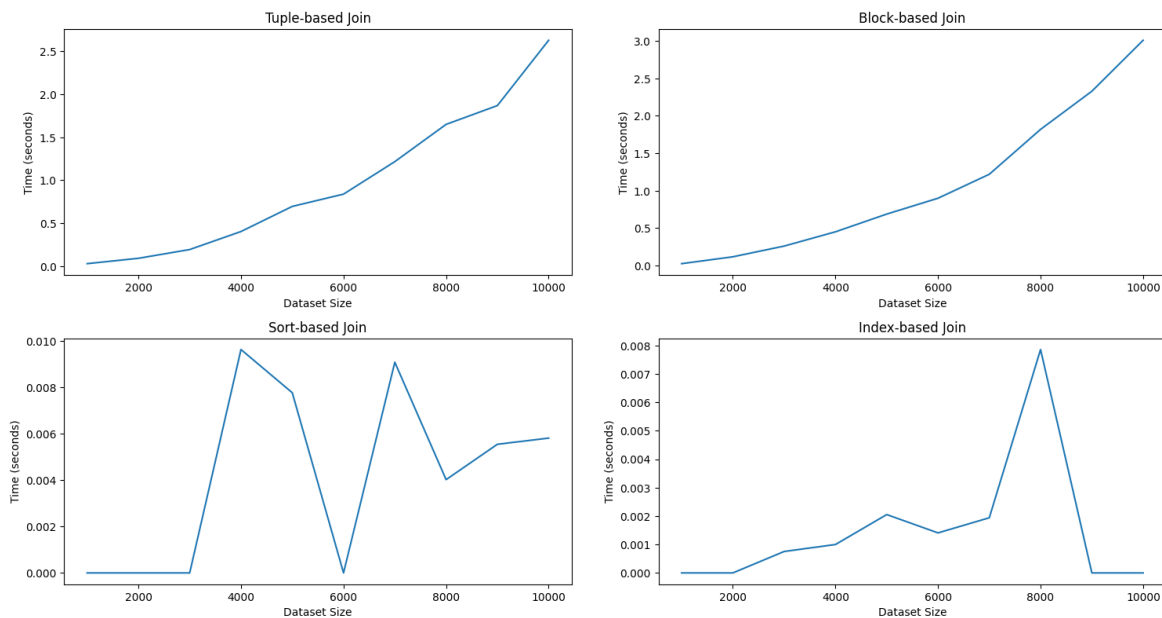 Tuple-based Join
2.5
2.0
1.5
1.0
0.5
0.0
Time (seconds)
2000 4000 6000 8000 10000
Dataset Size
Block-based Join
3.0
2.5
2.0
1.5
1.0
0.5
0.0
Time (seconds)
2000 4000 6000 8000 10000
Dataset Size
Sort-based Join
0.010
0.008
0.006
0.004
0.002
0.000
Time (seconds)
2000 4000 6000 8000 10000
Dataset Size
Index-based Join
0.008
0.007
0.006
0.005
0.004
0.003
0.002
0.001
0.000
Time (seconds)
2000 4000 6000 8000 10000
Dataset Size